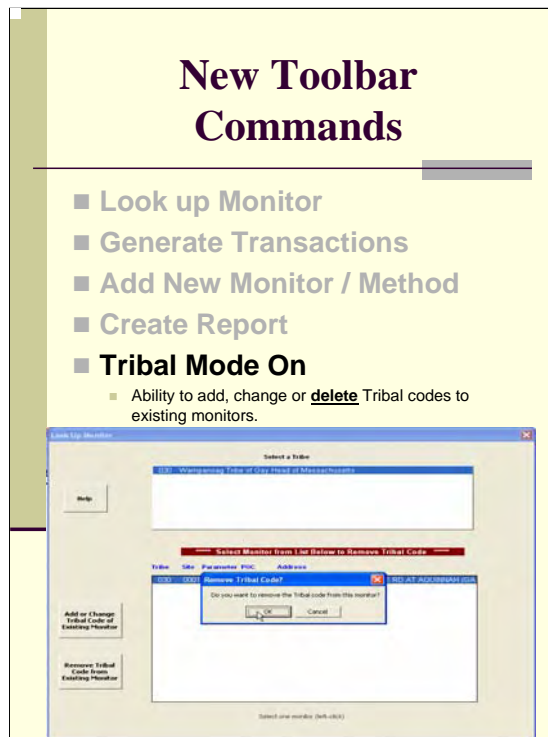 New Toolbar
Commands
Look up Monitor
Generate Transactions
Add New Monitor / Method
Create Report
Tribal Mode On
Ability to add, change or delete Tribal codes to
existing monitors.
Look Up Monitor
Select a Tribe
030 Wampanoag Tribe of Gay Head of Massachusetts
Help
Select Monitor from List Below to Remove Tribal Code
Tribe Site Parameter POC Address
030 0001 RD AT AQUINNAH
Remove Tribal Code?
Do you want to remove the Tribal code from this monitor?
OK Cancel
Add or Change
Tribal Code of
Existing Monitor
Remove Tribal
Code from
Existing Monitor
Select one monitor (left-click)